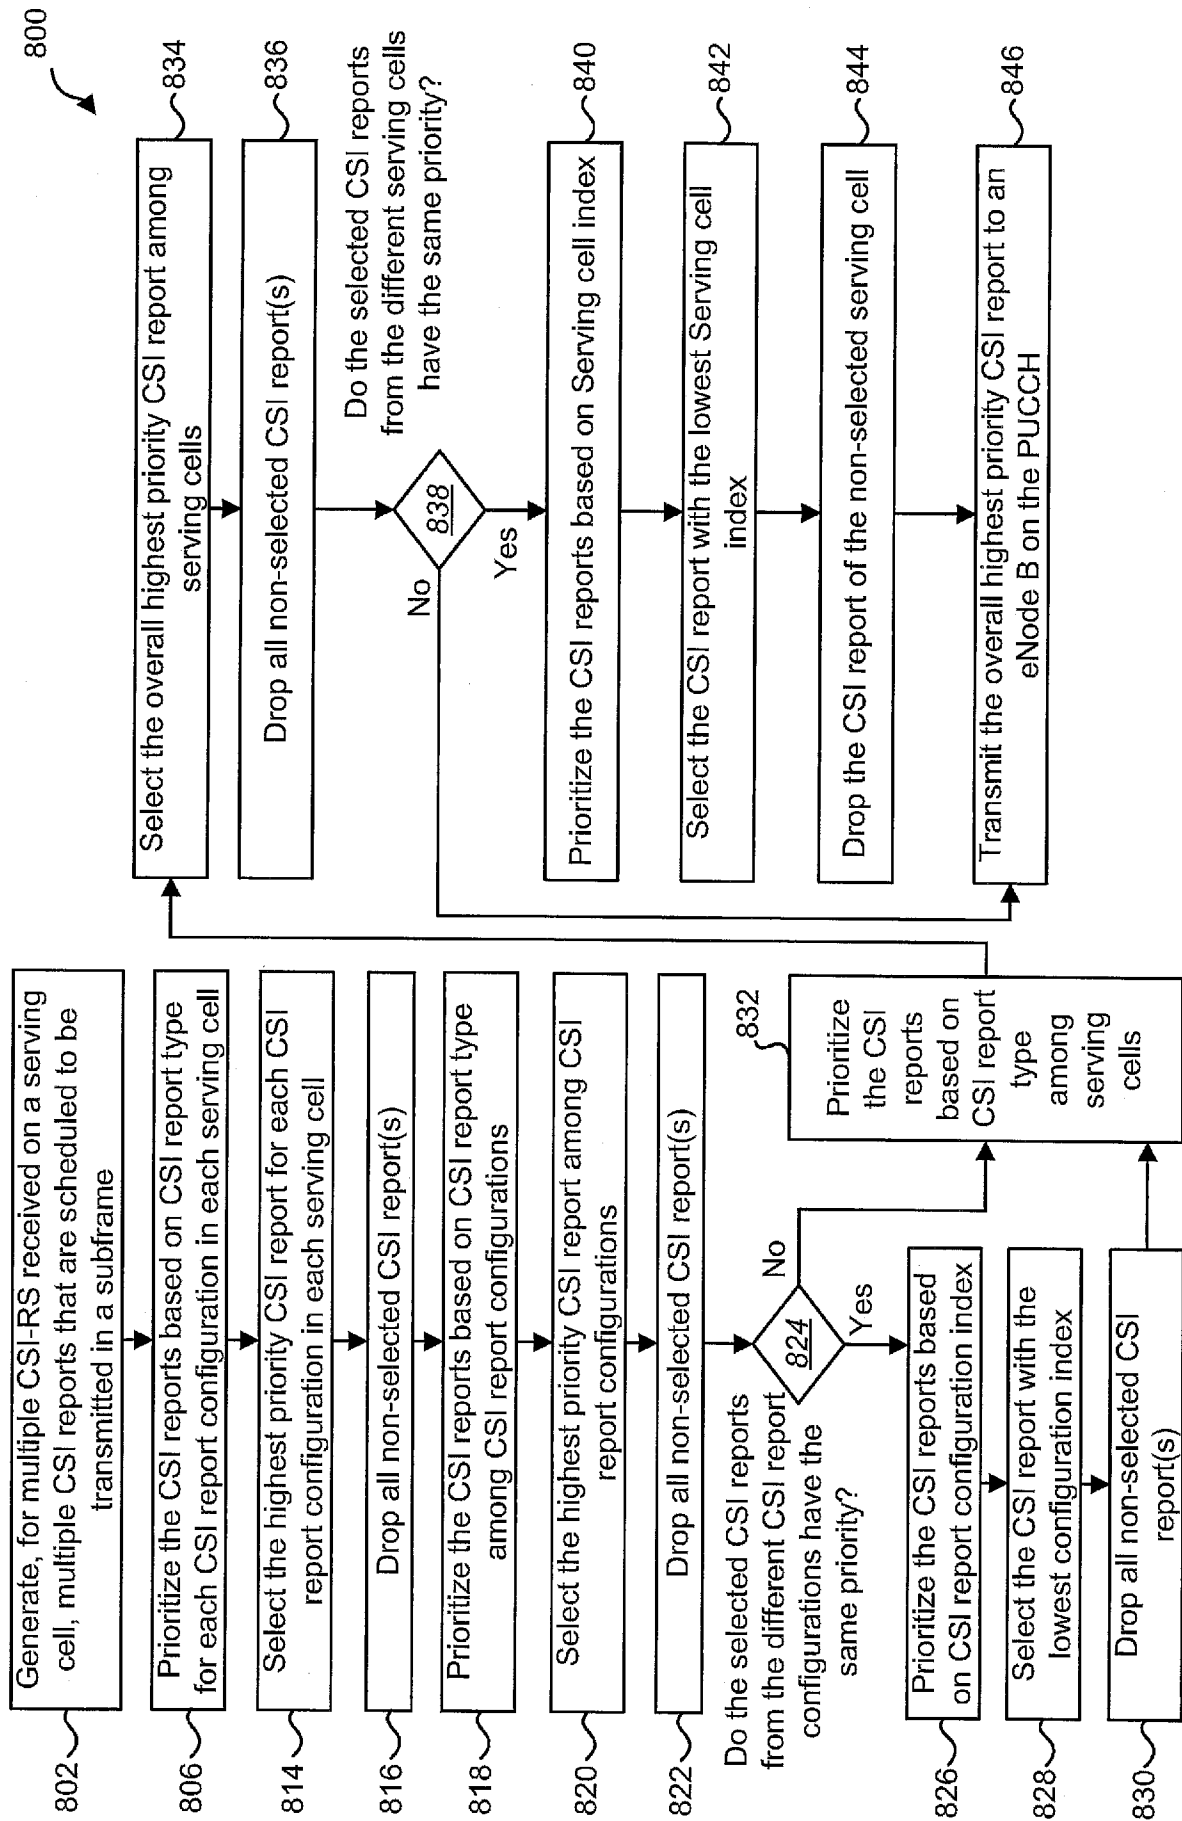 800
802
Generate, for multiple CSI-RS received on a serving
cell, multiple CSI reports that are scheduled to be
transmitted in a subframe
806
Prioritize the CSI reports based on CSI report type
for each CSI report configuration in each serving cell
814
Select the highest priority CSI report for each CSI
report configuration in each serving cell
816
Drop all non-selected CSI report(s)
818
Prioritize the CSI reports based on CSI report type
among CSI report configurations
820
Select the highest priority CSI report among CSI
report configurations
822
Drop all non-selected CSI report(s)
Do the selected CSI reports
from the different CSI report
configurations have the
same priority?
824
No
Yes
826
Prioritize the CSI reports based
on CSI report configuration index
828
Select the CSI report with the
lowest configuration index
830
Drop all non-selected CSI
report(s)
832
Prioritize
the CSI
reports
based on
CSI report
type
among
serving
cells
834
Select the overall highest priority CSI report among
serving cells
836
Drop all non-selected CSI report(s)
Do the selected CSI reports
from the different serving cells
have the same priority?
838
No
Yes
840
Prioritize the CSI reports based on Serving cell index
842
Select the CSI report with the lowest Serving cell
index
844
Drop the CSI report of the non-selected serving cell
846
Transmit the overall highest priority CSI report to an
eNode B on the PUCCH